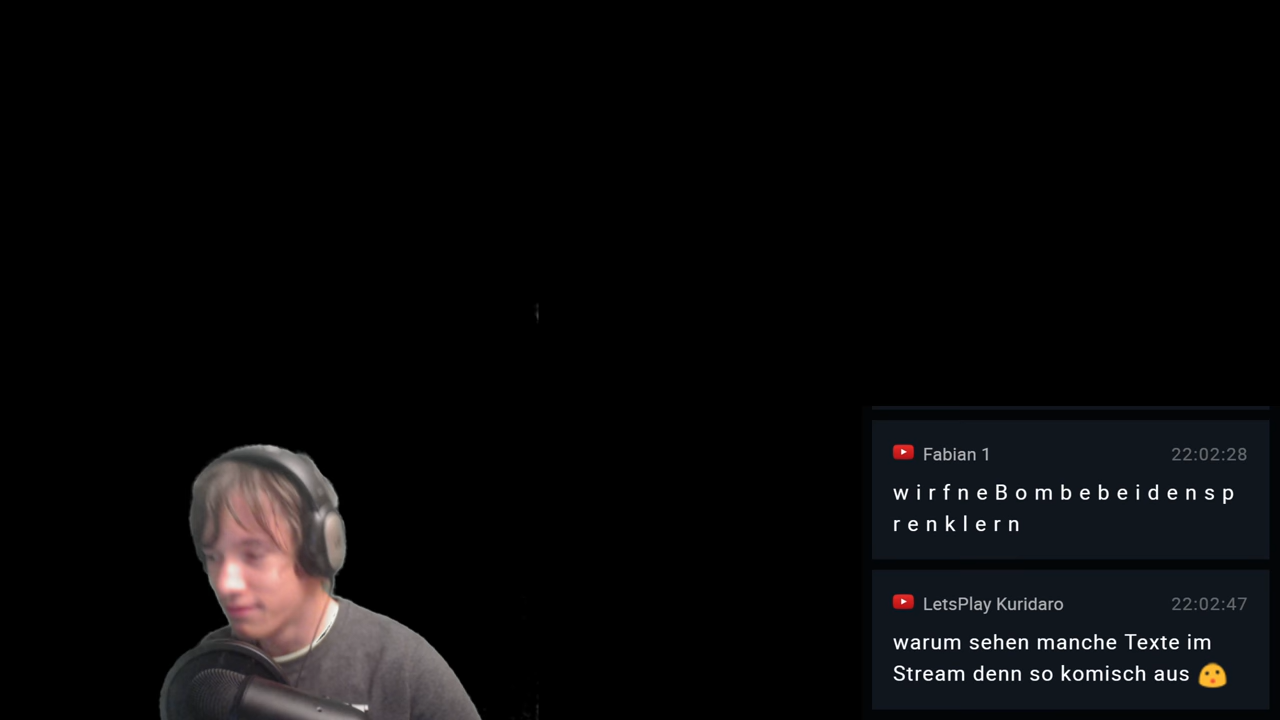 Fabian 1 22:02:28
w i r f n e B o m b e b e i d e n s p
r e n k l e r n
LetsPlay Kuridaro 22:02:47
warum sehen manche Texte im
Stream denn so komisch aus 😮